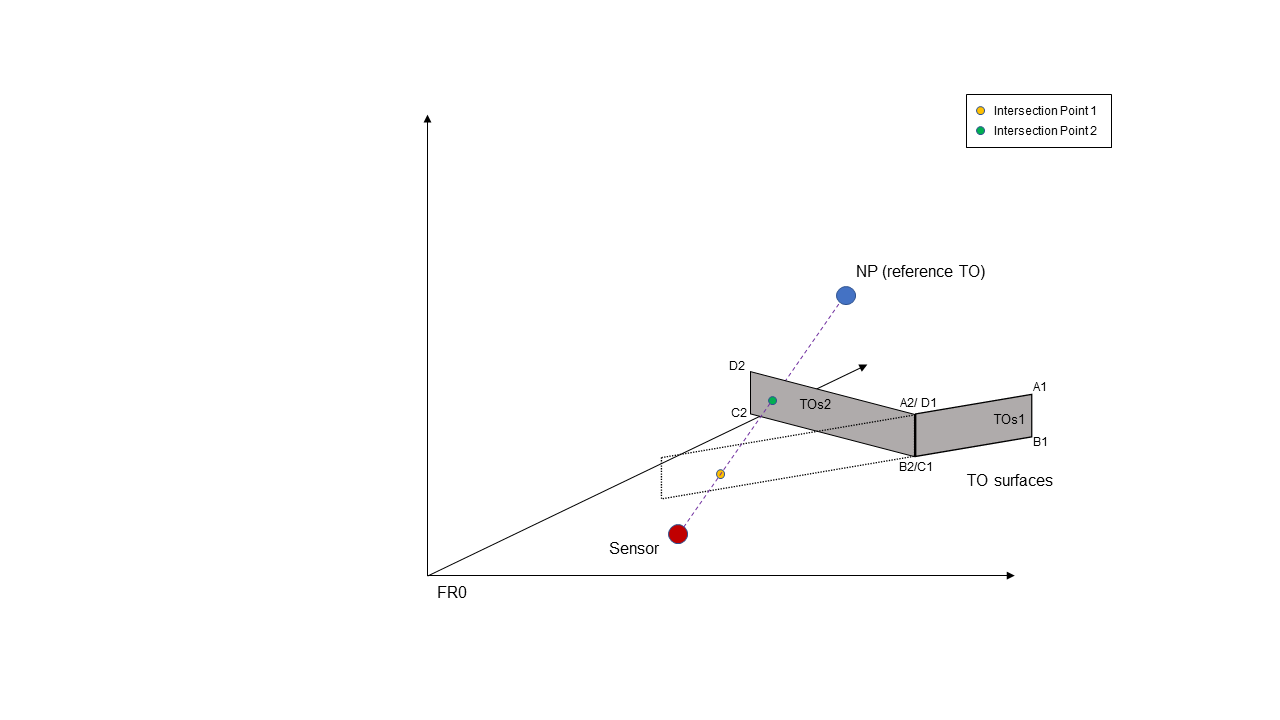 Intersection Point 1
Intersection Point 2
NP (reference TO)
D2
A1
A2/ D1
TOs2
C2
TOs1
B1
B2/C1
TO surfaces
Sensor
FR0